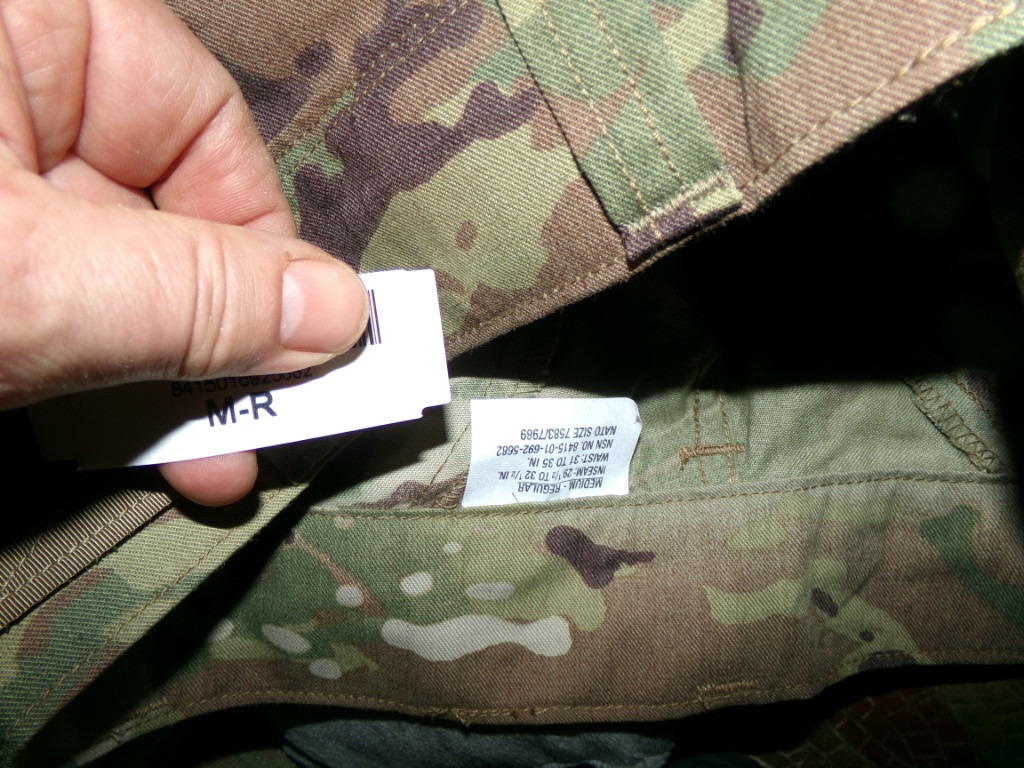 8415016925682
M-R
MEDIUM - REGULAR
INSEAM: 29 1/2 TO 32 1/2 IN.
WAIST: 31 TO 35 IN.
NSN NO. 8415-01-692-5682
NATO SIZE 7583/7989